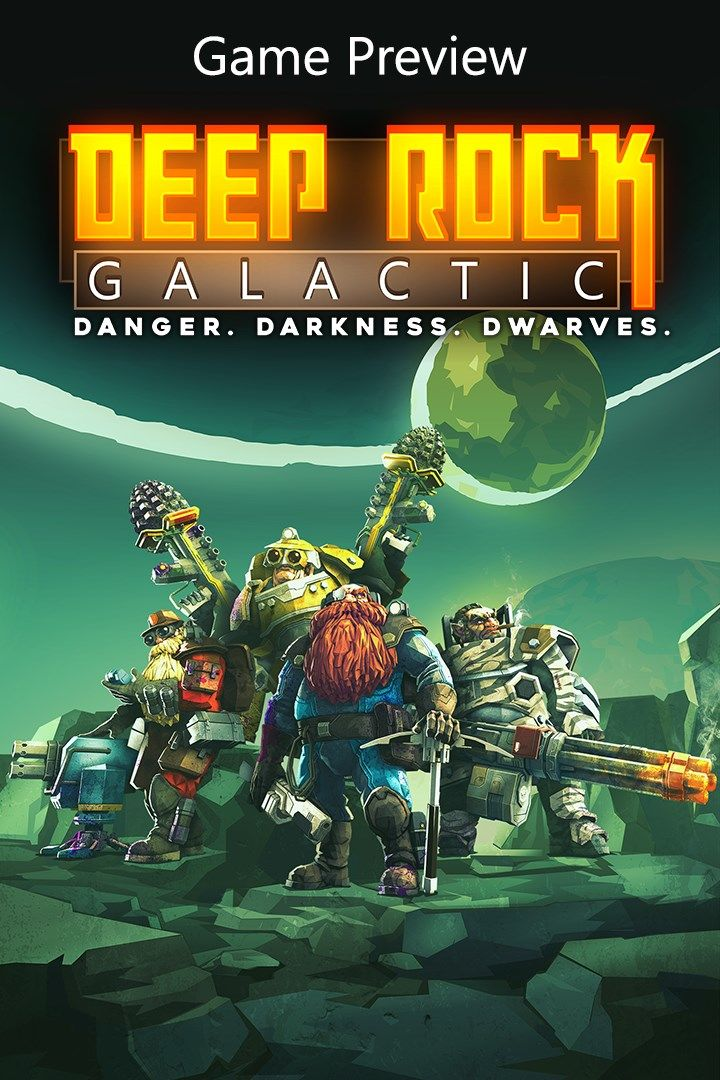 Game Preview
DEEP ROCK
GALACTIC
DANGER. DARKNESS. DWARVES.